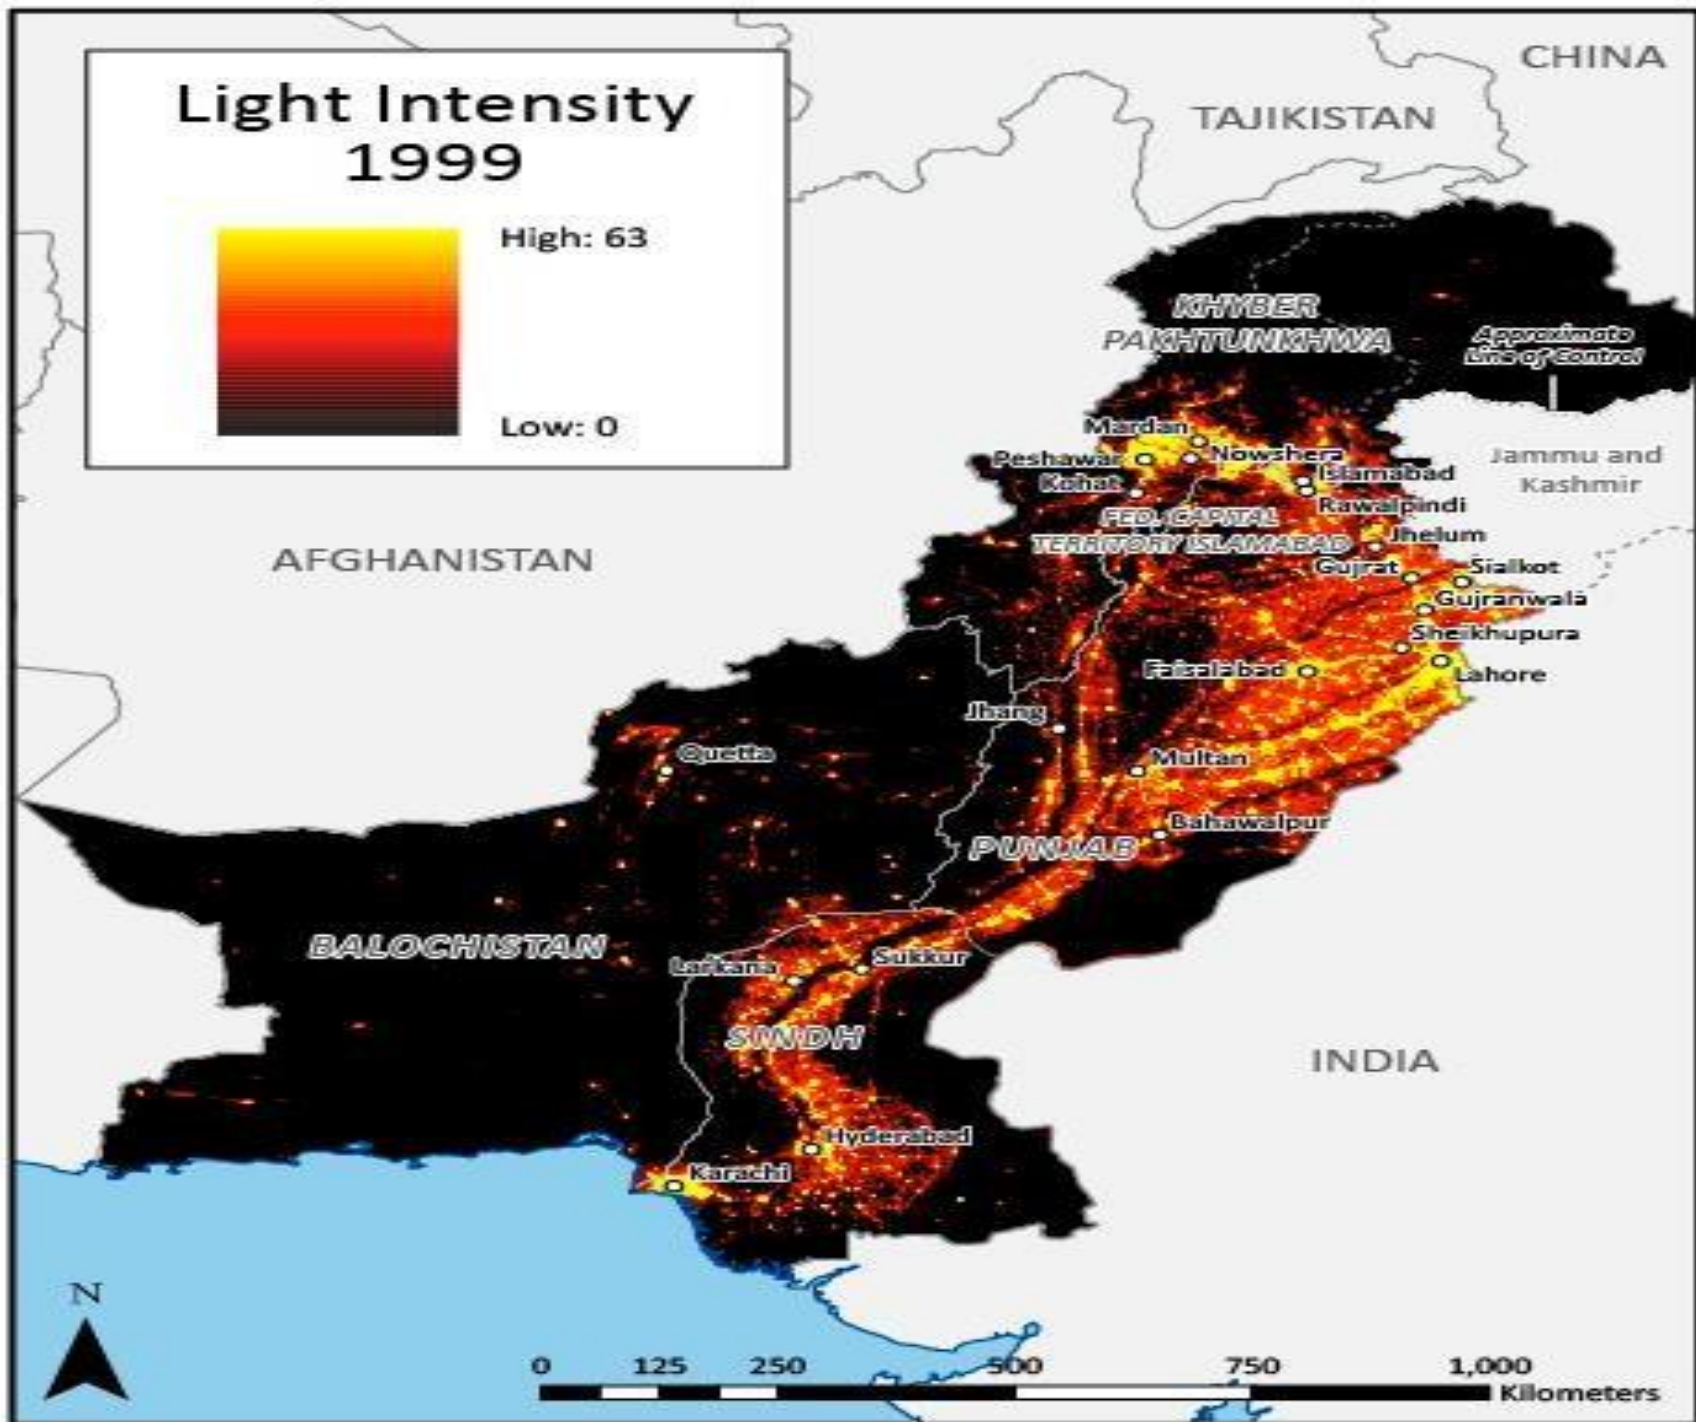 Light Intensity
1999
High: 63
Low: 0
CHINA
TAJIKISTAN
KHYBER
PAKHTUNKHWA
Approximate
Line of Control
Mardan
Peshawar
Nowshera
Kohat
Islamabad
Rawalpindi
Jammu and
Kashmir
FED. CAPITAL
TERRITORY ISLAMABAD
Jhelum
AFGHANISTAN
Gujrat
Sialkot
Gujranwala
Sheikhupura
Faisalabad
Lahore
Jhang
Quetta
Multan
Bahawalpur
PUNJAB
BALOCHISTAN
Larkana
Sukkur
SINDH
INDIA
Hyderabad
Karachi
N
0 125 250 500 750 1,000
Kilometers